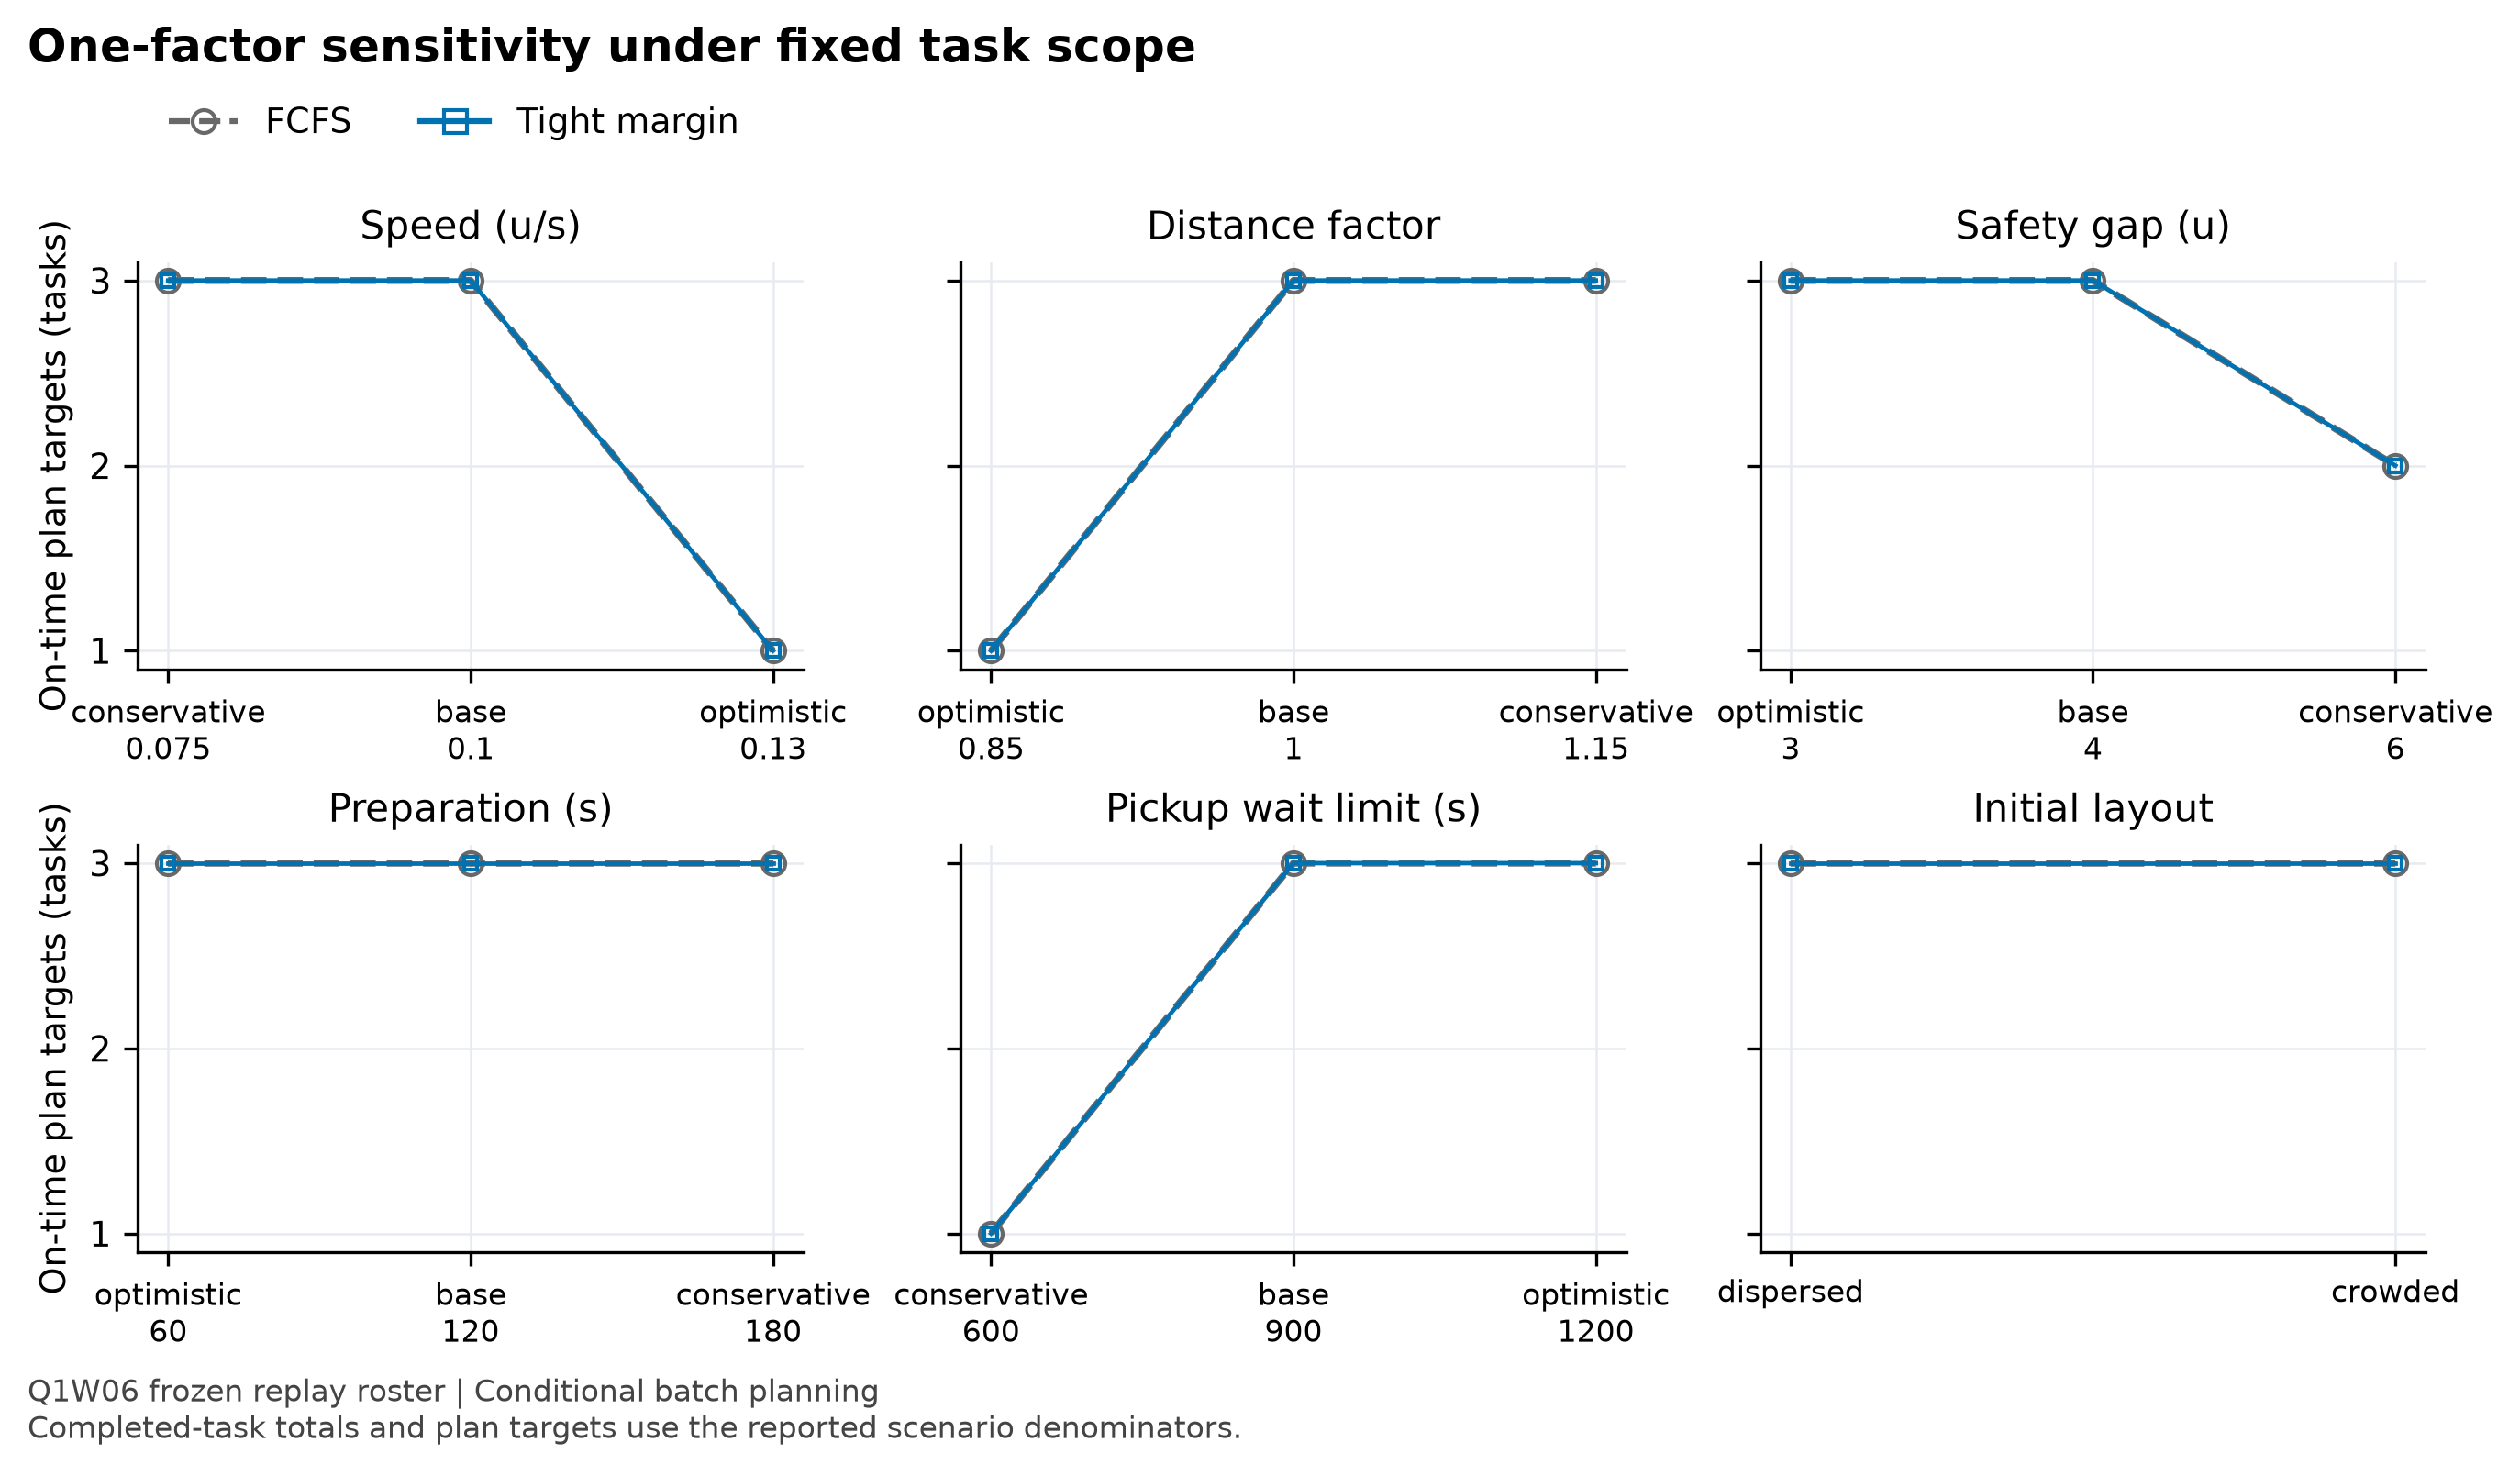 One-factor sensitivity under fixed task scope
FCFS
Tight margin
Speed (u/s)
On-time plan targets (tasks)
3
2
1
conservative
0.075
base
0.1
optimistic
0.13
Distance factor
optimistic
0.85
base
1
conservative
1.15
Safety gap (u)
optimistic
3
base
4
conservative
6
Preparation (s)
On-time plan targets (tasks)
3
2
1
optimistic
60
base
120
conservative
180
Pickup wait limit (s)
conservative
600
base
900
optimistic
1200
Initial layout
dispersed
crowded
Q1W06 frozen replay roster | Conditional batch planning
Completed-task totals and plan targets use the reported scenario denominators.